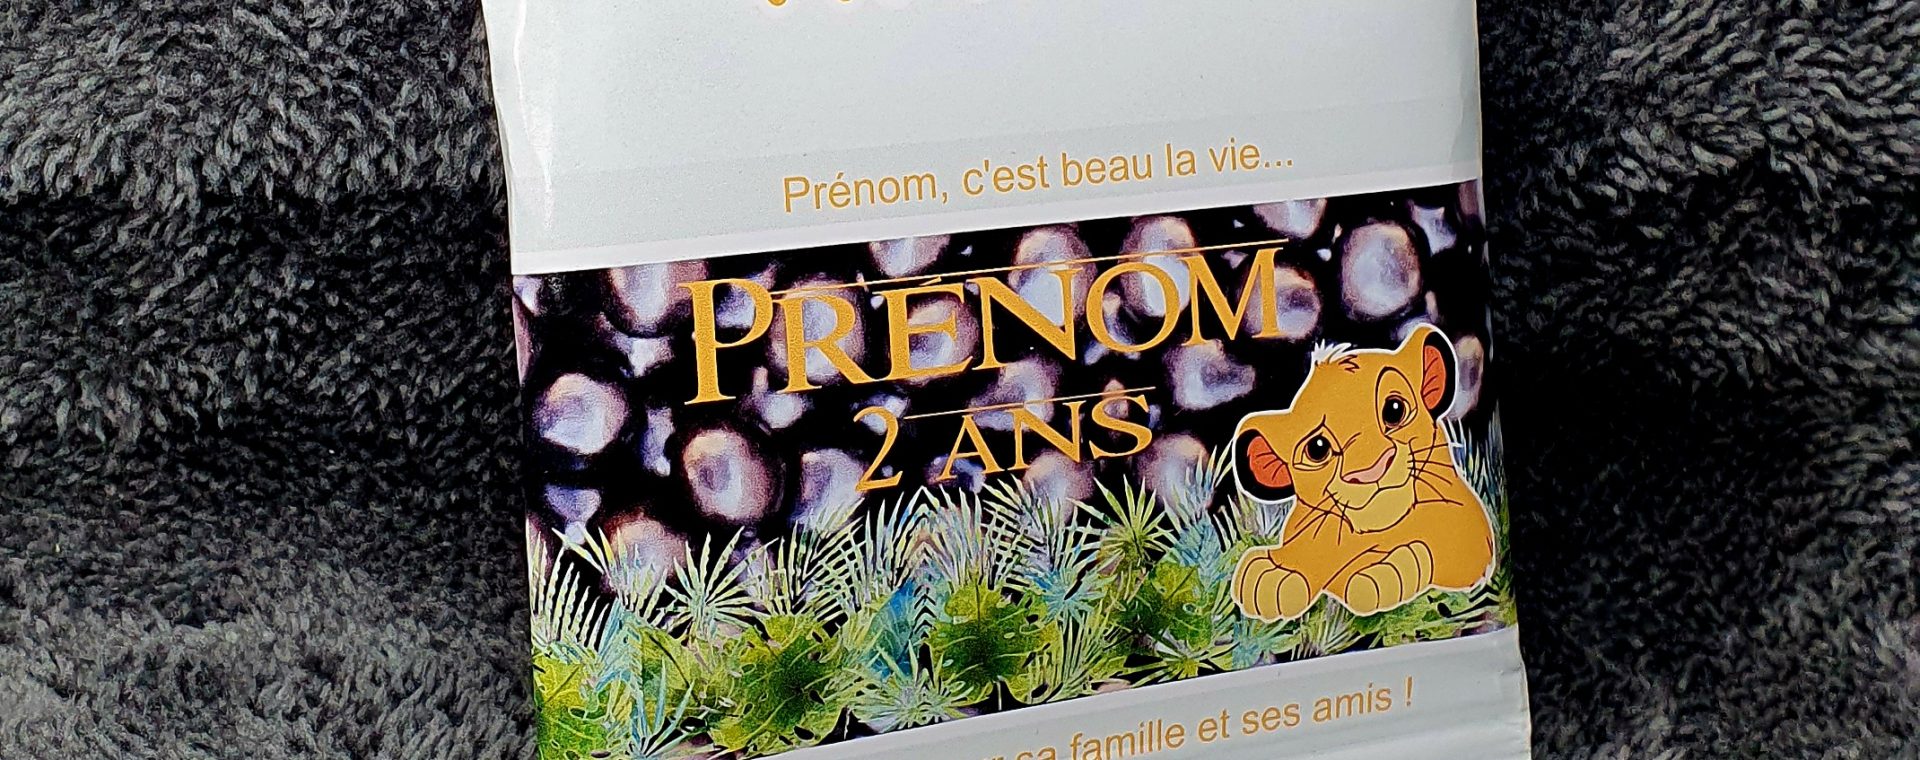 Prénom, c'est beau la vie...
PRÉNOM
2 ANS
sa famille et ses amis !